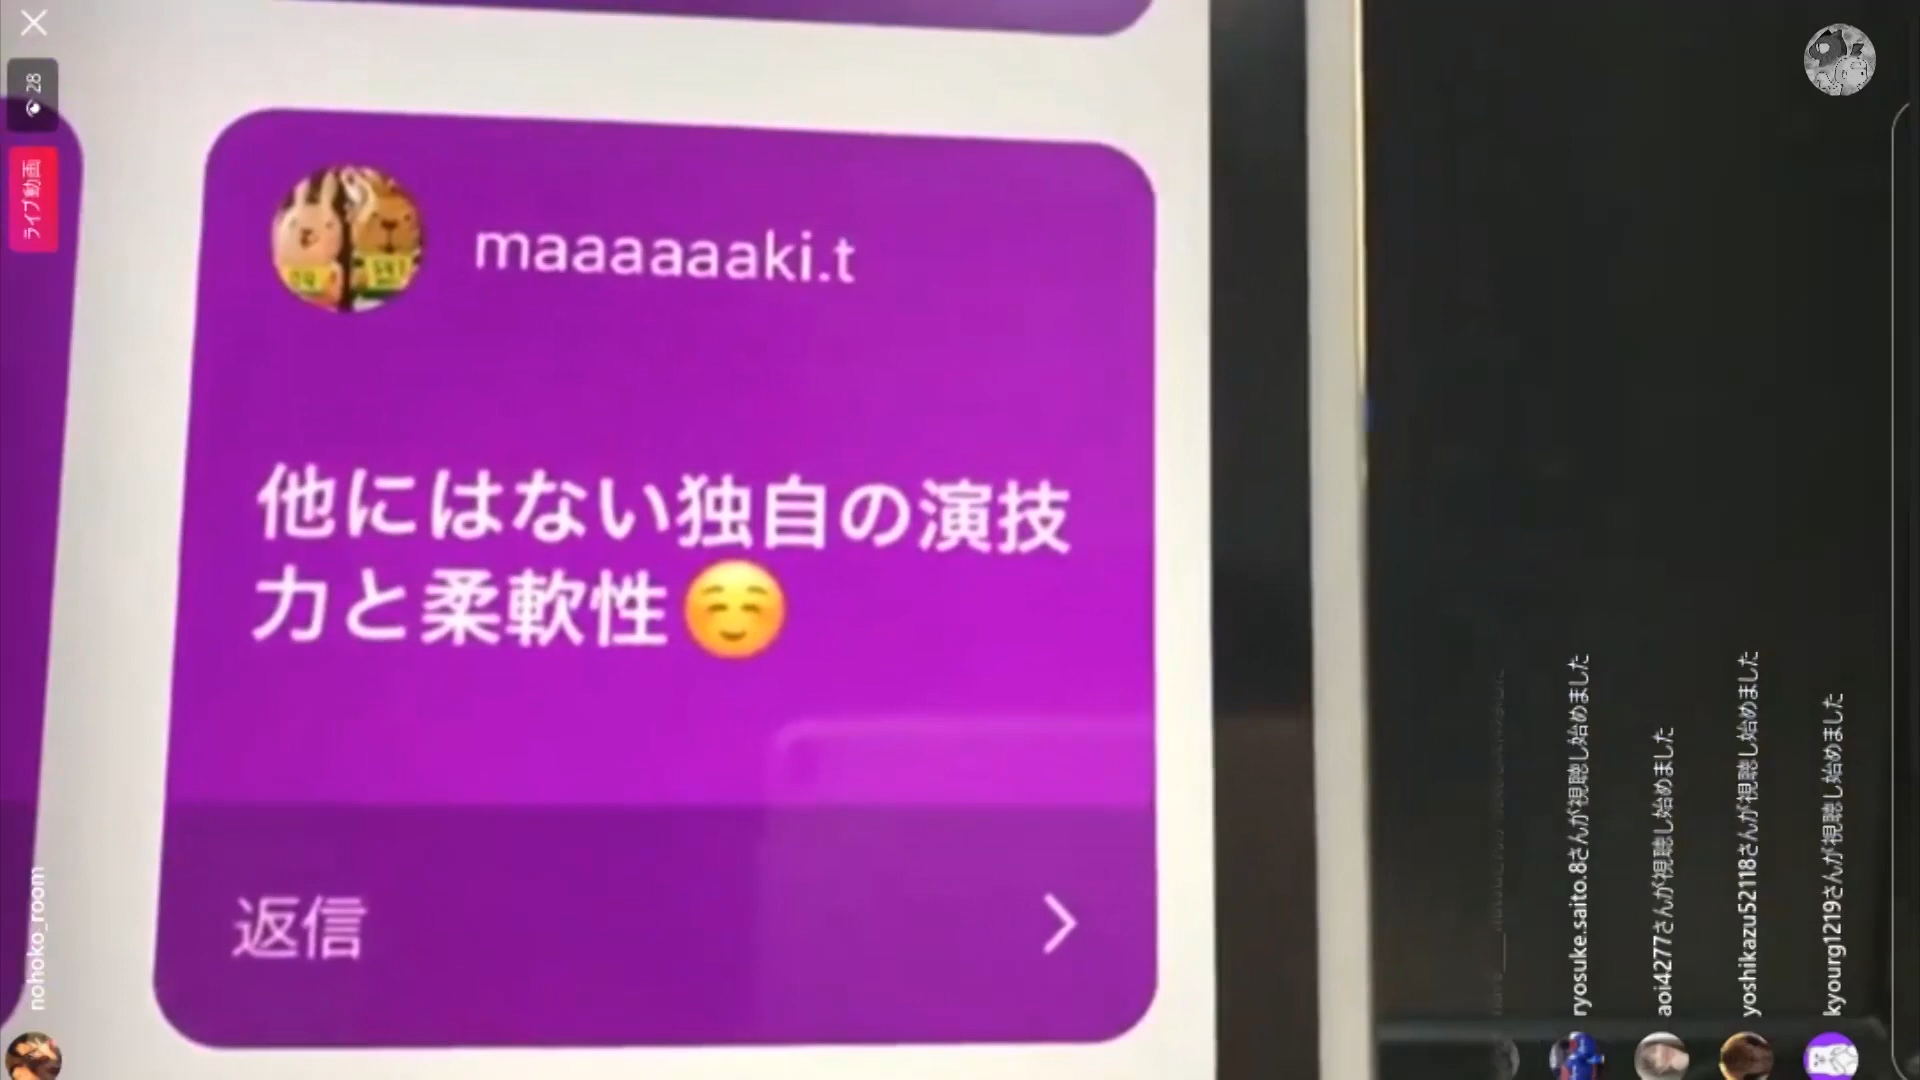 28
ライブ動画
nohoko_room
maaaaaaki.t
他にはない独自の演技
力と柔軟性☺️
返信
ryosuke.saito.8さんが視聴し始めました
aoi4277さんが視聴し始めました
yoshikazu52118さんが視聴し始めました
kyourg1219さんが視聴し始めました